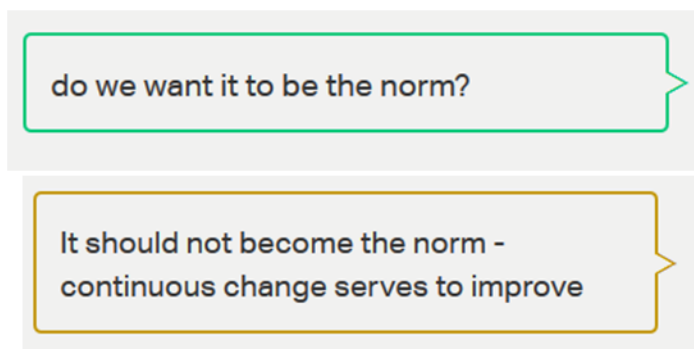 do we want it to be the norm?
It should not become the norm -
continuous change serves to improve